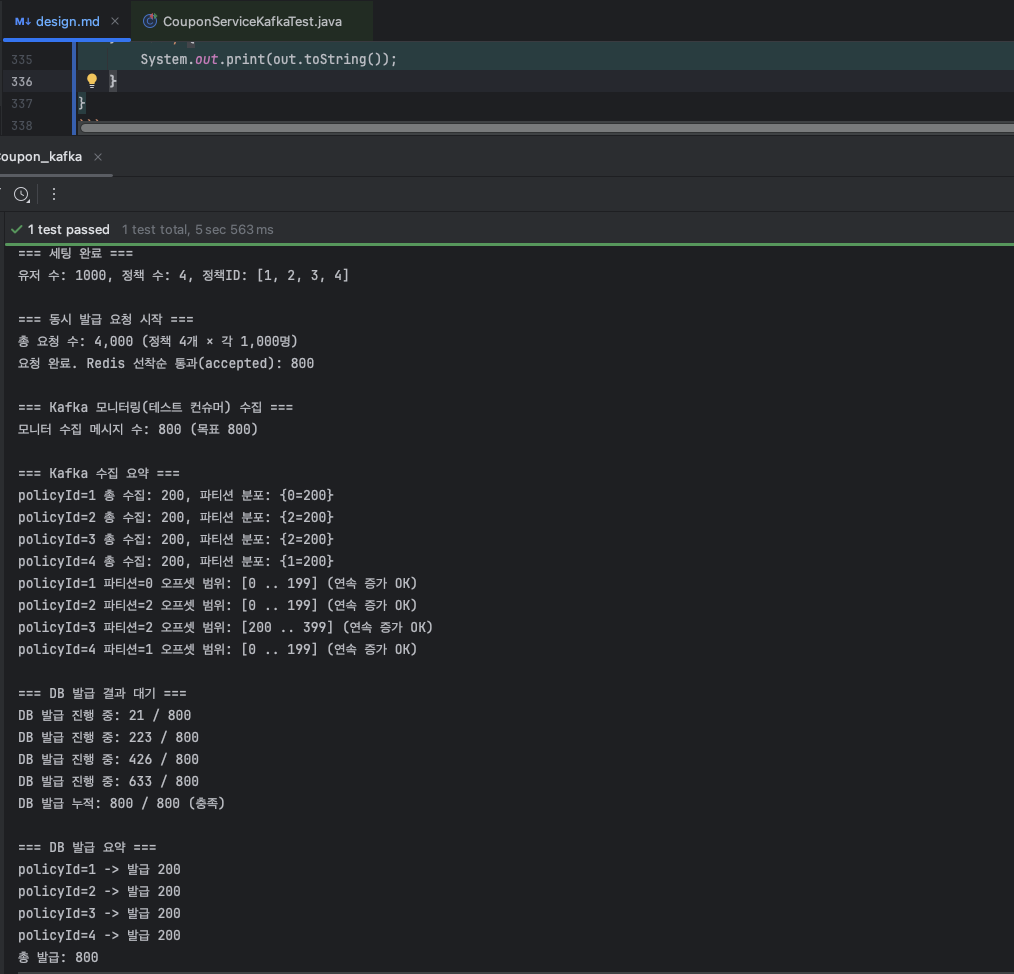 M↓ design.md ×
CouponServiceKafkaTest.java
335 System.out.print(out.toString());
336 }
337 }
338 ```
oupon_kafka ×
1 test passed 1 test total, 5 sec 563 ms
=== 세팅 완료 ===
유저 수: 1000, 정책 수: 4, 정책ID: [1, 2, 3, 4]
=== 동시 발급 요청 시작 ===
총 요청 수: 4,000 (정책 4개 × 각 1,000명)
요청 완료. Redis 선착순 통과(accepted): 800
=== Kafka 모니터링(테스트 컨슈머) 수집 ===
모니터 수집 메시지 수: 800 (목표 800)
=== Kafka 수집 요약 ===
policyId=1 총 수집: 200, 파티션 분포: {0=200}
policyId=2 총 수집: 200, 파티션 분포: {2=200}
policyId=3 총 수집: 200, 파티션 분포: {2=200}
policyId=4 총 수집: 200, 파티션 분포: {1=200}
policyId=1 파티션=0 오프셋 범위: [0 .. 199] (연속 증가 OK)
policyId=2 파티션=2 오프셋 범위: [0 .. 199] (연속 증가 OK)
policyId=3 파티션=2 오프셋 범위: [200 .. 399] (연속 증가 OK)
policyId=4 파티션=1 오프셋 범위: [0 .. 199] (연속 증가 OK)
=== DB 발급 결과 대기 ===
DB 발급 진행 중: 21 / 800
DB 발급 진행 중: 223 / 800
DB 발급 진행 중: 426 / 800
DB 발급 진행 중: 633 / 800
DB 발급 누적: 800 / 800 (충족)
=== DB 발급 요약 ===
policyId=1 -> 발급 200
policyId=2 -> 발급 200
policyId=3 -> 발급 200
policyId=4 -> 발급 200
총 발급: 800